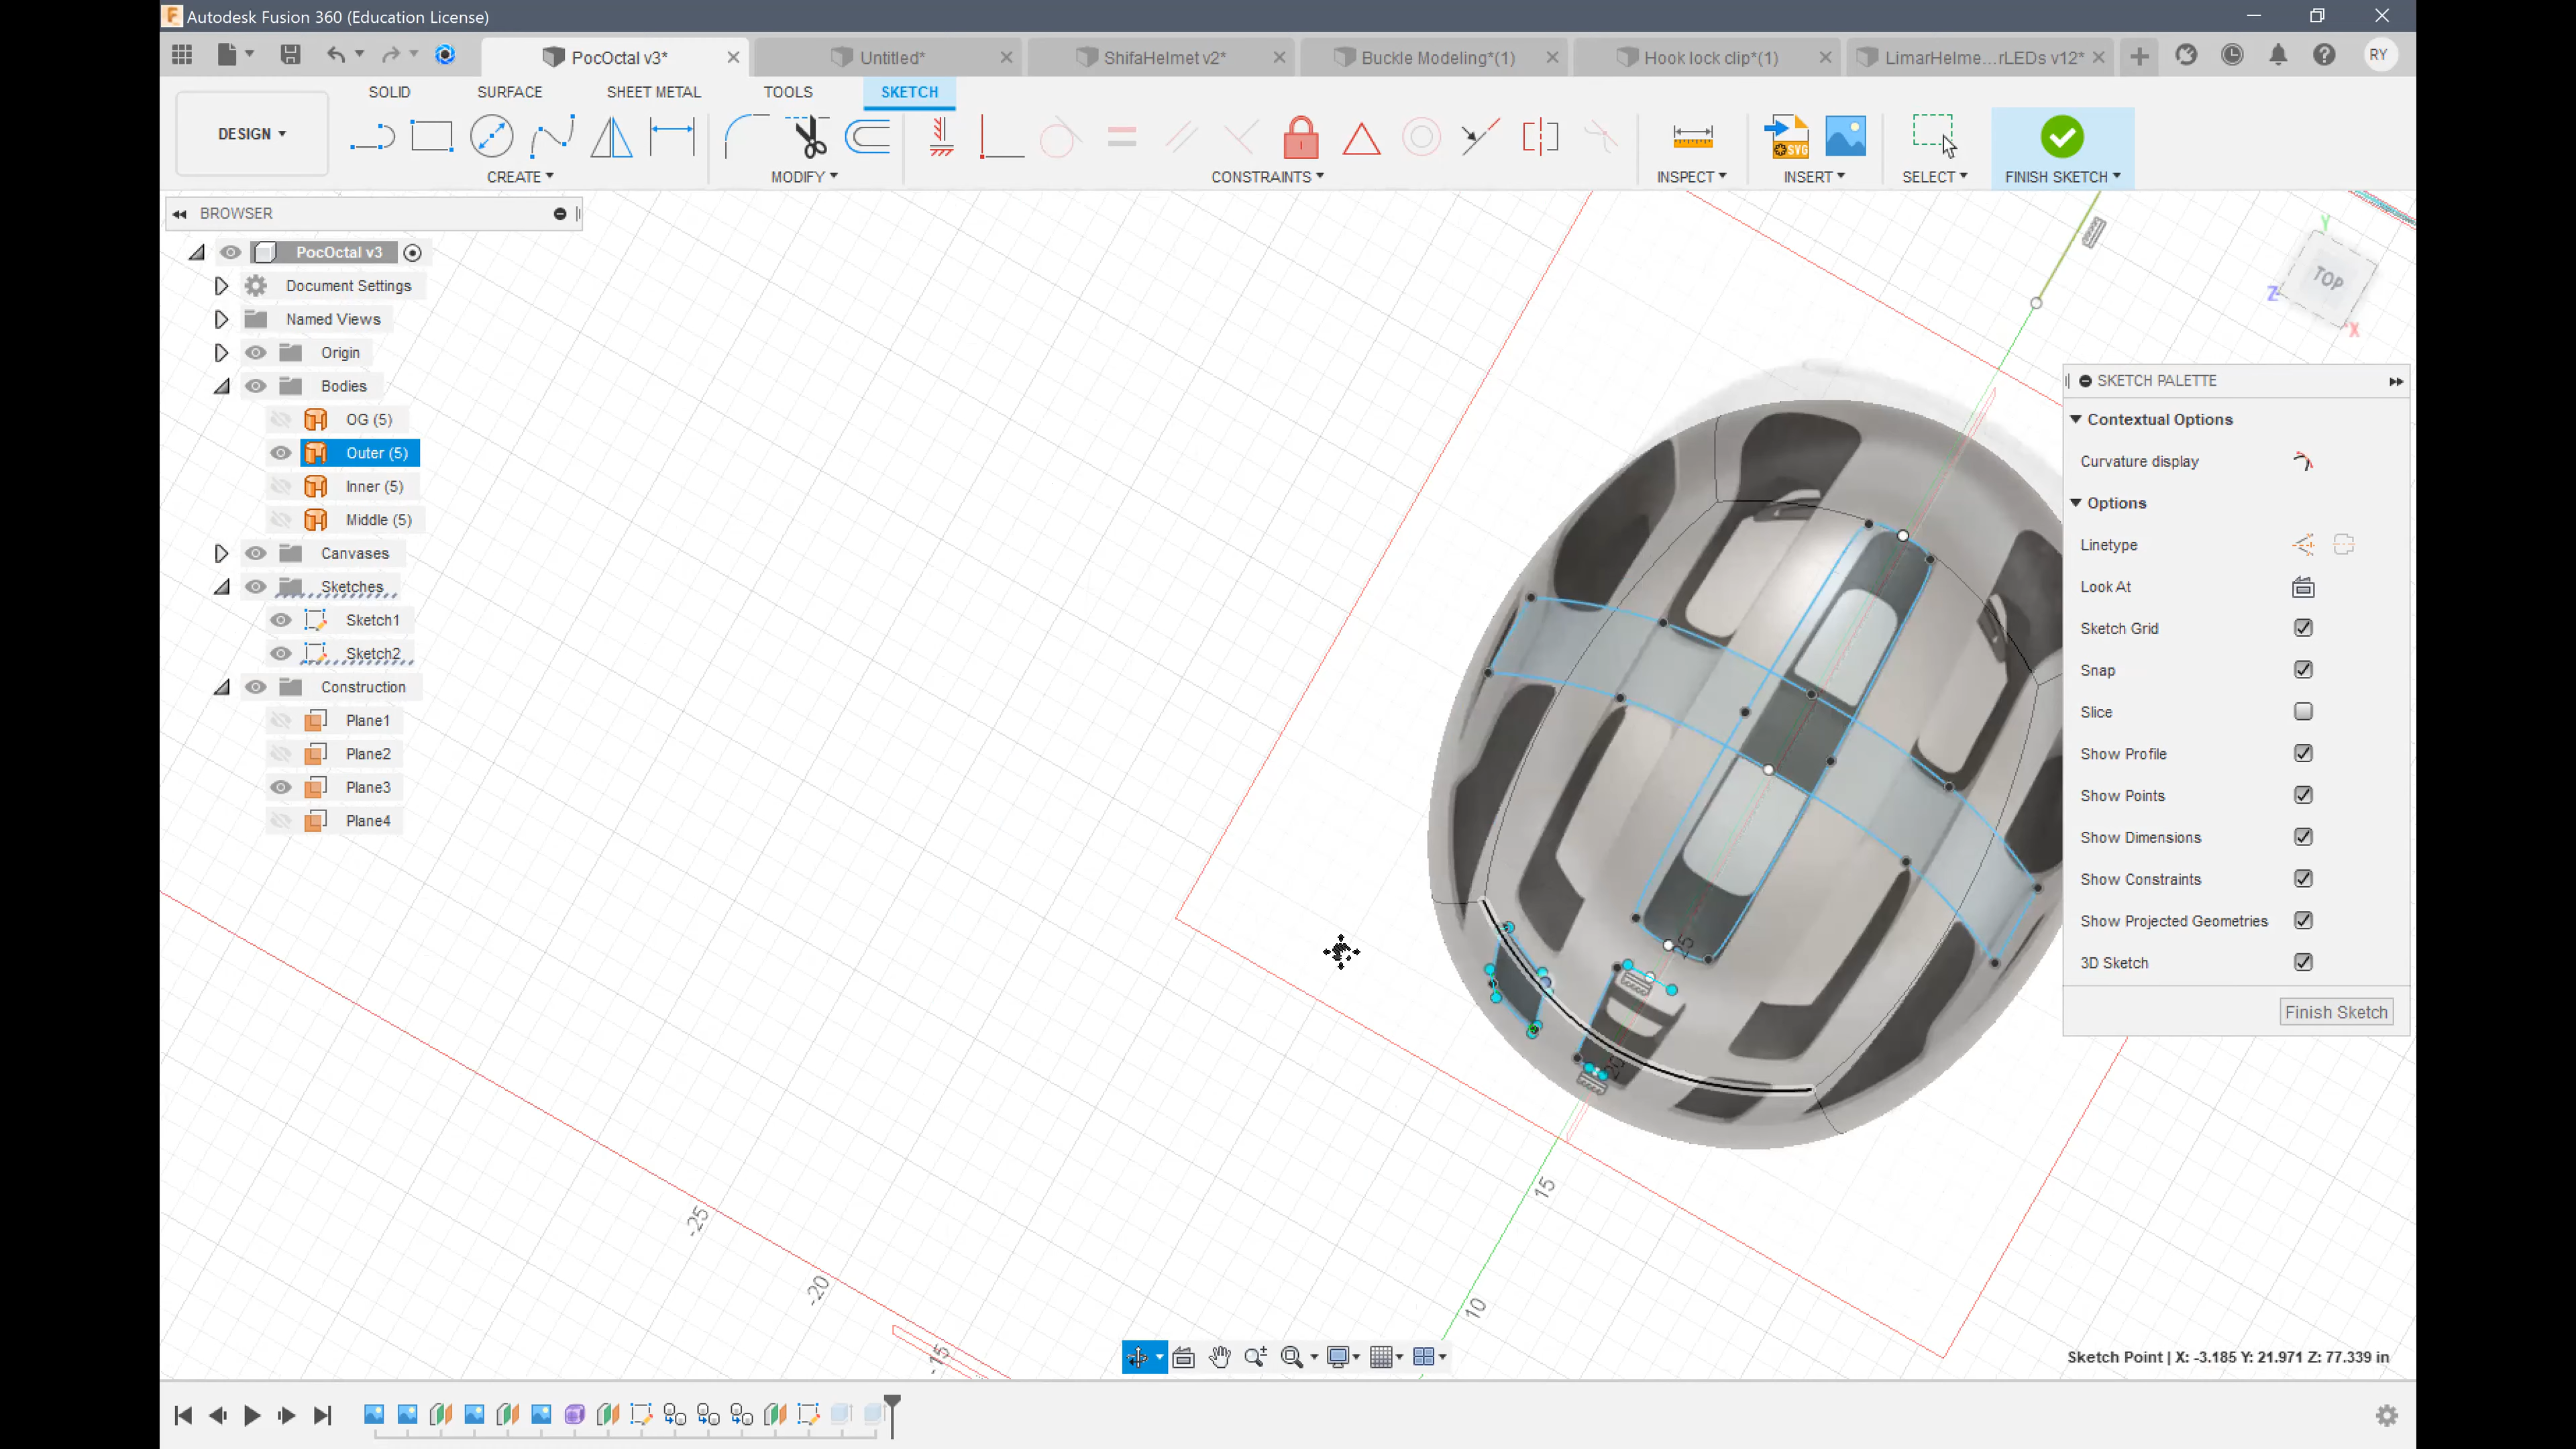 Autodesk Fusion 360 (Education License)
PocOctal v3*
Untitled*
ShifaHelmet v2*
Buckle Modeling*(1)
Hook lock clip*(1)
LimarHelme...rLEDs v12*
RY
DESIGN
SOLID
SURFACE
SHEET METAL
TOOLS
SKETCH
SVG
CREATE
MODIFY
CONSTRAINTS
INSPECT
INSERT
SELECT
FINISH SKETCH
BROWSER
PocOctal v3
Document Settings
Named Views
Origin
Bodies
OG (5)
Outer (5)
Inner (5)
Middle (5)
Canvases
Sketches
Sketch1
Sketch2
Construction
Plane1
Plane2
Plane3
Plane4
Y
TOP
Z
X
SKETCH PALETTE
Contextual Options
Curvature display
Options
Linetype
Look At
Sketch Grid
Snap
Slice
Show Profile
Show Points
Show Dimensions
Show Constraints
Show Projected Geometries
3D Sketch
Finish Sketch
20
15
10
-25
-20
-15
Sketch Point | X: -3.185 Y: 21.971 Z: 77.339 in